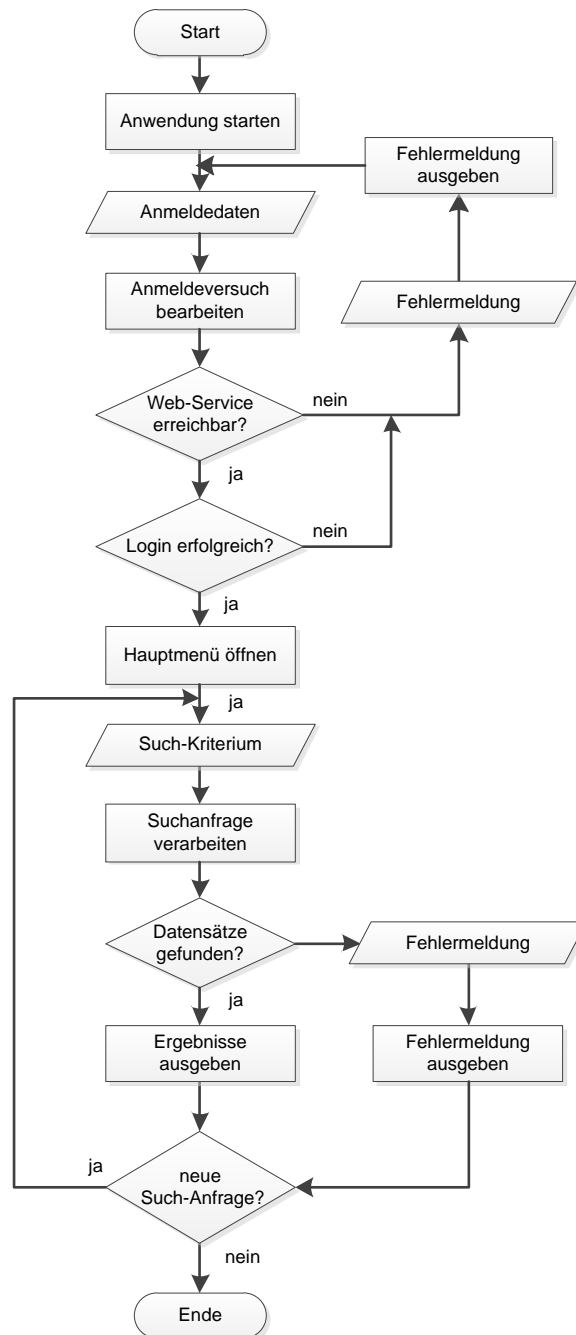 Start
Anwendung starten
Fehlermeldung
ausgeben
Anmeldedaten
Anmeldeversuch
bearbeiten
Fehlermeldung
Web-Service
erreichbar?
nein
ja
Login erfolgreich?
nein
ja
Hauptmenü öffnen
ja
Such-Kriterium
Suchanfrage
verarbeiten
Datensätze
gefunden?
Fehlermeldung
ja
Ergebnisse
ausgeben
Fehlermeldung
ausgeben
ja
neue
Such-Anfrage?
nein
Ende